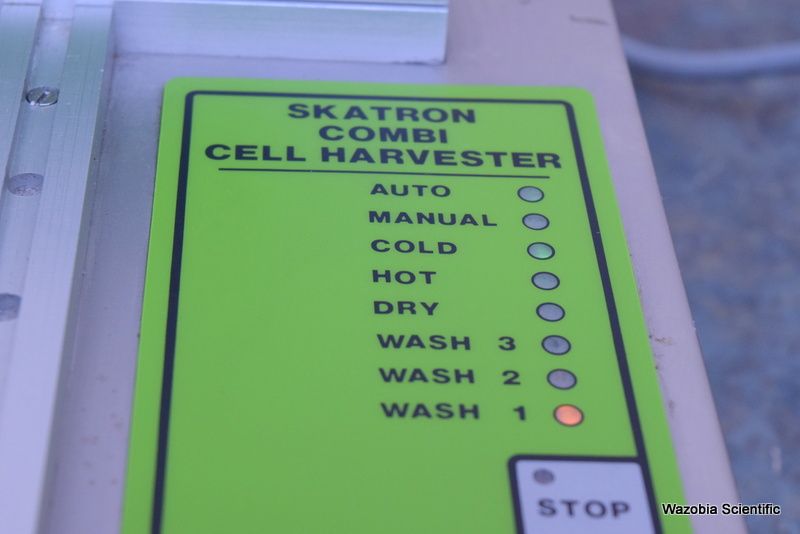 SKATRON
COMBI
CELL HARVESTER
AUTO
MANUAL
COLD
HOT
DRY
WASH 3
WASH 2
WASH 1
STOP
Wazobia Scientific